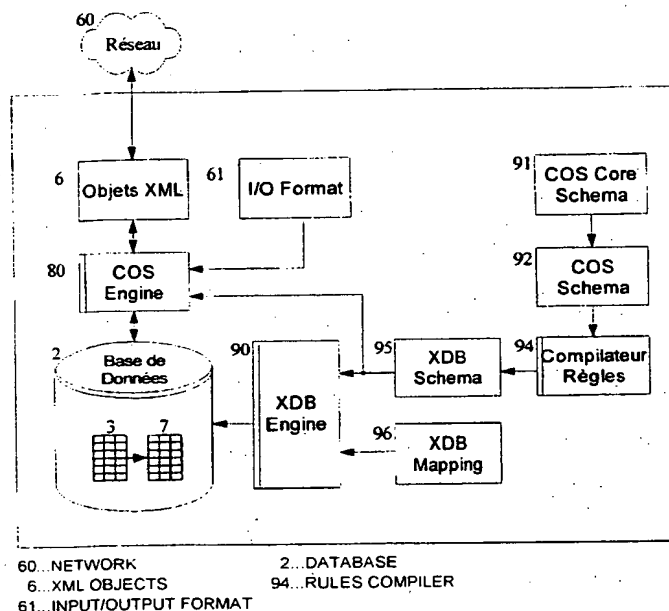 60
Réseau
6
Objets XML
61
I/O Format
91
COS Core
Schema
80
COS
Engine
92
COS
Schema
2
Base de
Données
90
XDB
Engine
95
XDB
Schema
94
Compilateur
Règles
3
7
96
XDB
Mapping
60...NETWORK
2...DATABASE
6...XML OBJECTS
94...RULES COMPILER
61...INPUT/OUTPUT FORMAT